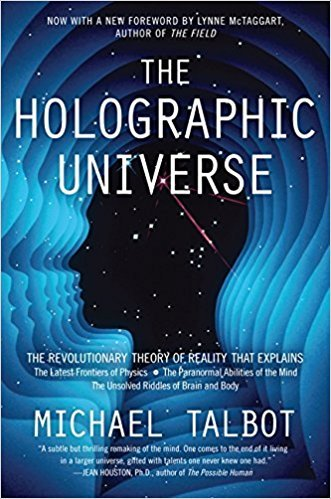 NOW WITH A NEW FOREWORD BY LYNNE McTAGGART,
AUTHOR OF THE FIELD
THE
HOLOGRAPHIC
UNIVERSE
THE REVOLUTIONARY THEORY OF REALITY THAT EXPLAINS
The Latest Frontiers of Physics • The Paranormal Abilities of the Mind
The Unsolved Riddles of Brain and Body
MICHAEL TALBOT
"A subtle but thrilling remaking of the mind. One comes to the end of it living
in a larger universe, gifted with talents one never knew one had."
—JEAN HOUSTON, Ph.D., author of The Possible Human